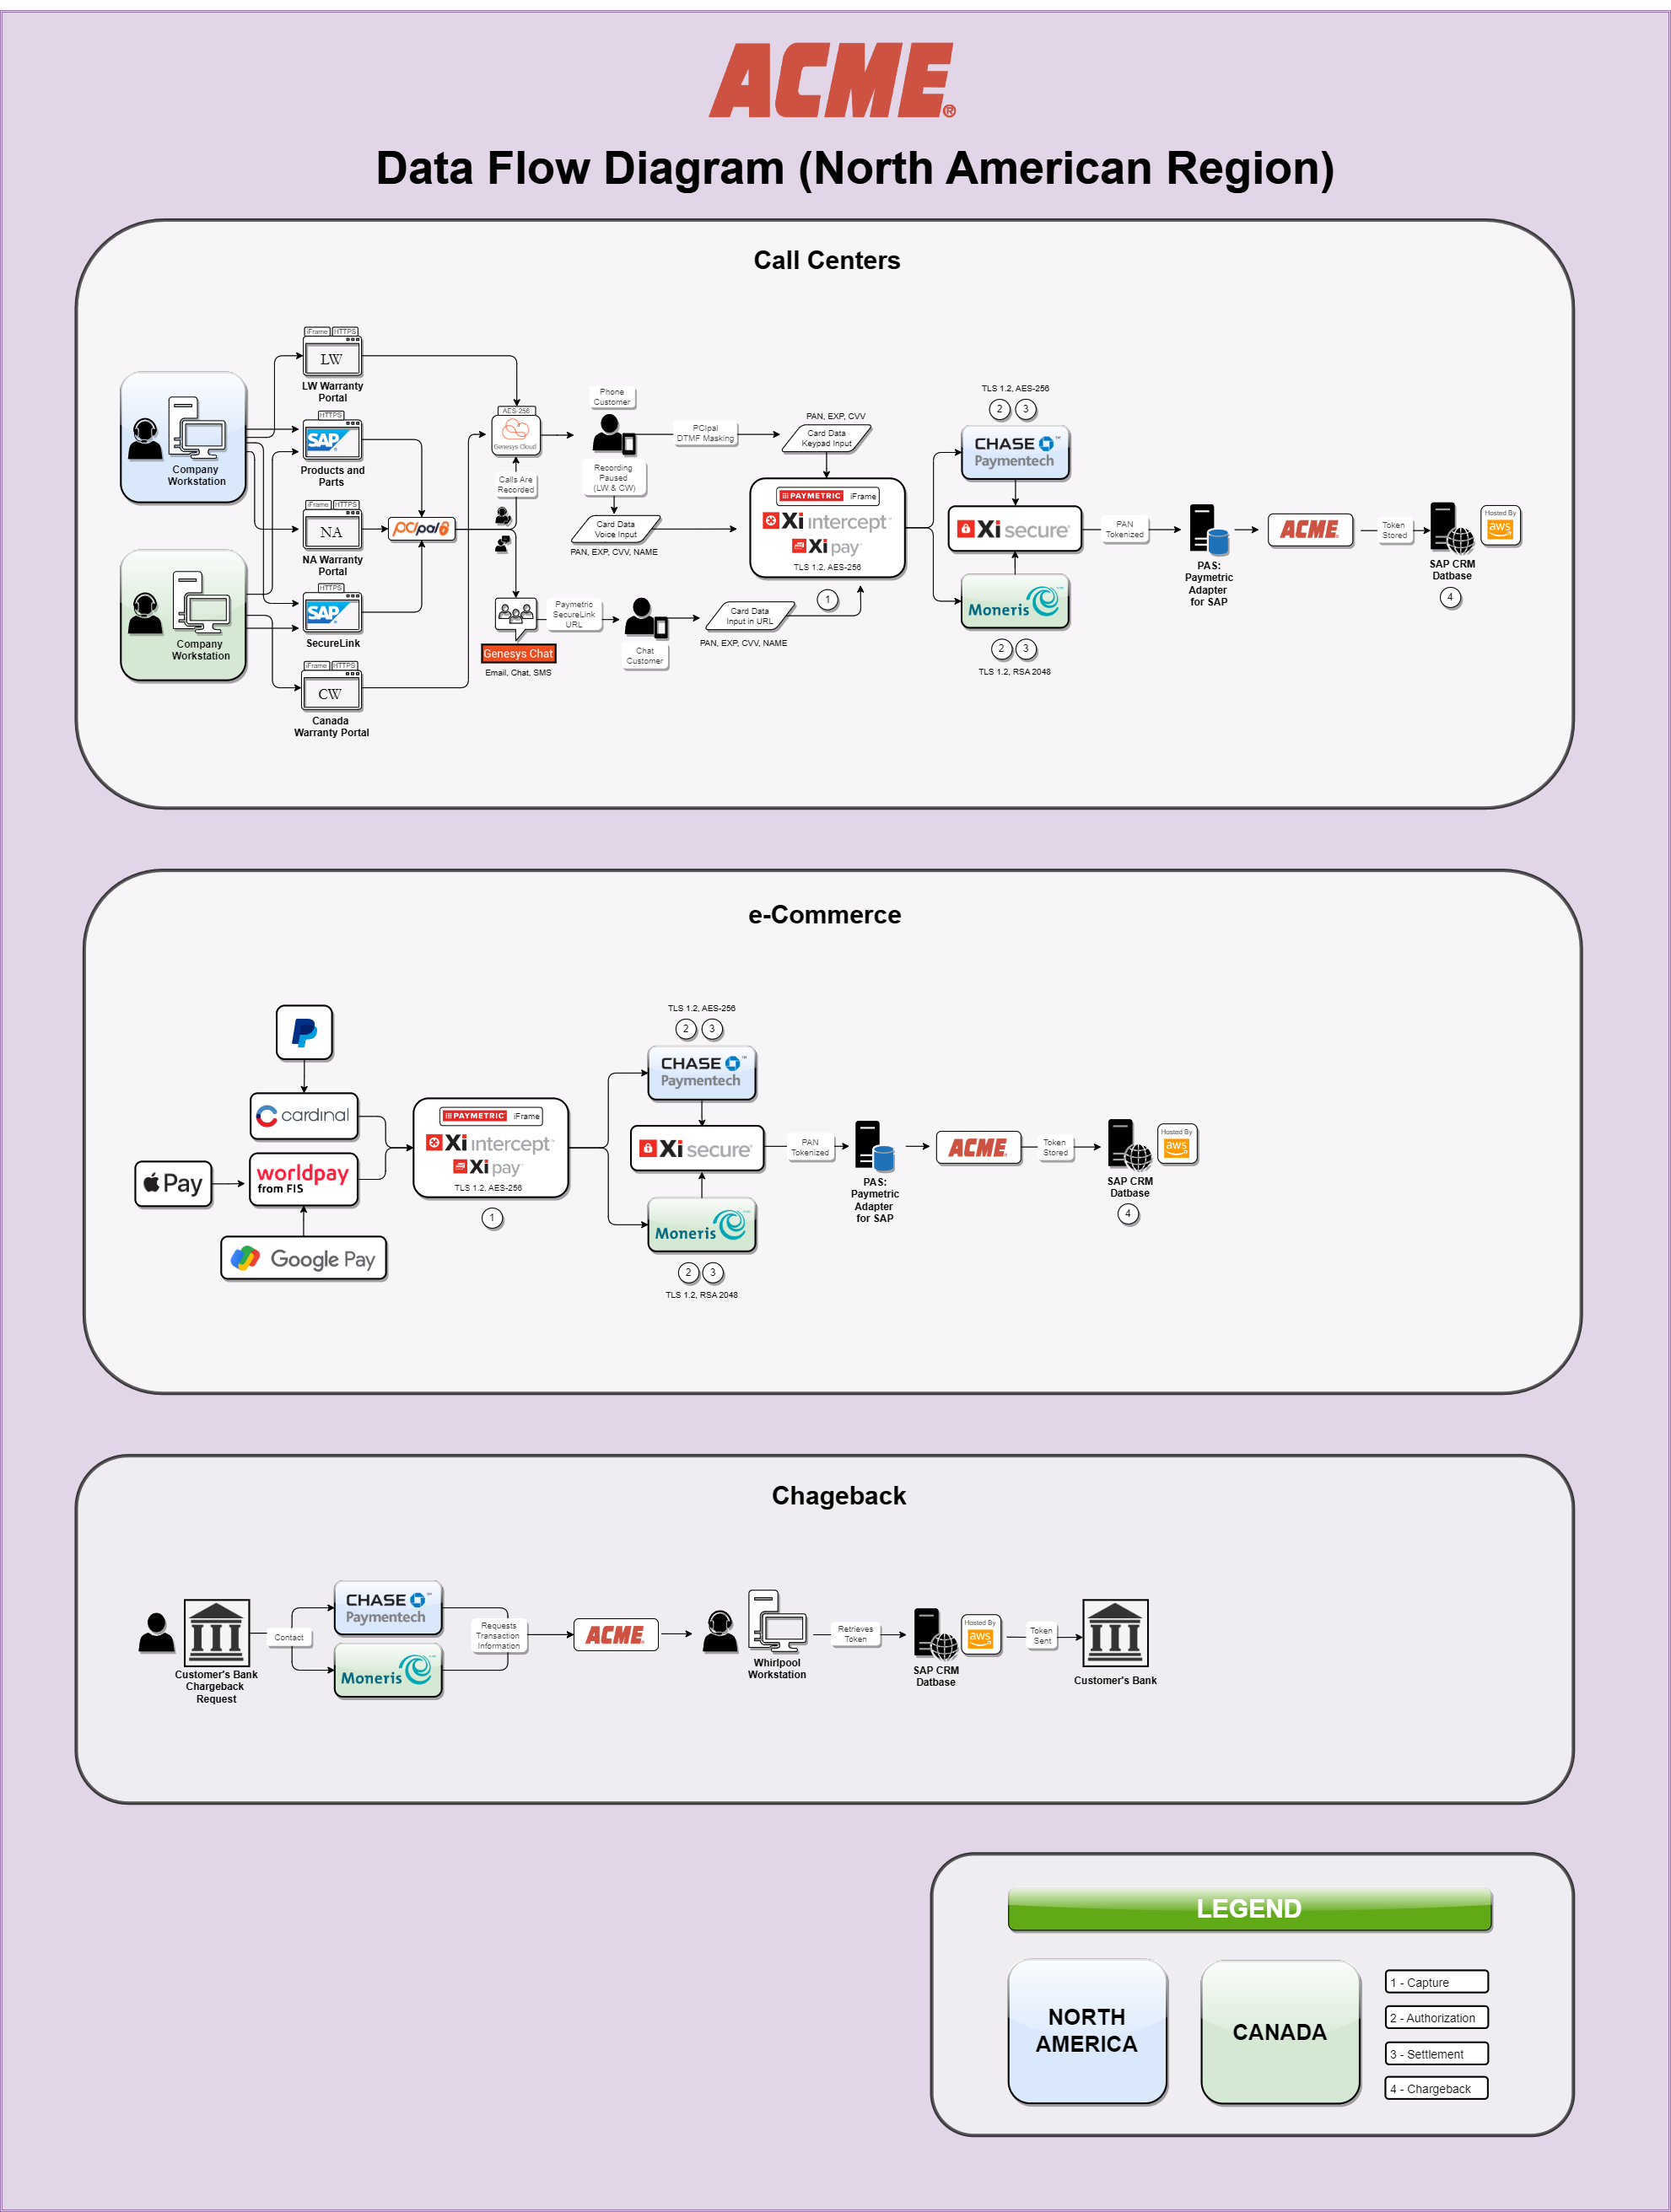 ACME®
Data Flow Diagram (North American Region)
Call Centers
iFrame HTTPS
LW
LW Warranty
Portal
Company
Workstation
HTTPS
SAP
Products and
Parts
iFrame HTTPS
NA
NA Warranty
Portal
Company
Workstation
HTTPS
SAP
SecureLink
iFrame HTTPS
CW
Canada
Warranty Portal
pcipal
AES-256
Genesys Cloud
Calls Are
Recorded
Genesys Chat
Email, Chat, SMS
Phone
Customer
PCIpal
DTMF Masking
PAN, EXP, CVV
Card Data
Keypad Input
Recording
Paused
(LW & CW)
Card Data
Voice Input
PAN, EXP, CVV, NAME
Paymetric
SecureLink
URL
Chat
Customer
Card Data
Input in URL
PAN, EXP, CVV, NAME
PAYMETRIC iFrame
Xi intercept™
Xi pay™
TLS 1.2, AES-256
1
TLS 1.2, AES-256
2 3
CHASE™
Paymentech
Xi secure®
Moneris
2 3
TLS 1.2, RSA 2048
PAN
Tokenized
PAS:
Paymetric
Adapter
for SAP
ACME®
Token
Stored
SAP CRM
Datbase
4
Hosted By
aws
e-Commerce
P
cardinal
Pay
worldpay
from FIS
Google Pay
PAYMETRIC iFrame
Xi intercept™
Xi pay™
TLS 1.2, AES-256
1
TLS 1.2, AES-256
2 3
CHASE™
Paymentech
Xi secure®
Moneris
2 3
TLS 1.2, RSA 2048
PAN
Tokenized
PAS:
Paymetric
Adapter
for SAP
ACME®
Token
Stored
SAP CRM
Datbase
4
Hosted By
aws
Chageback
Customer's Bank
Chargeback
Request
Contact
CHASE™
Paymentech
Moneris
Requests
Transaction
Information
ACME®
Whirlpool
Workstation
Retrieves
Token
SAP CRM
Datbase
Hosted By
aws
Token
Sent
Customer's Bank
LEGEND
NORTH
AMERICA
CANADA
1 - Capture
2 - Authorization
3 - Settlement
4 - Chargeback